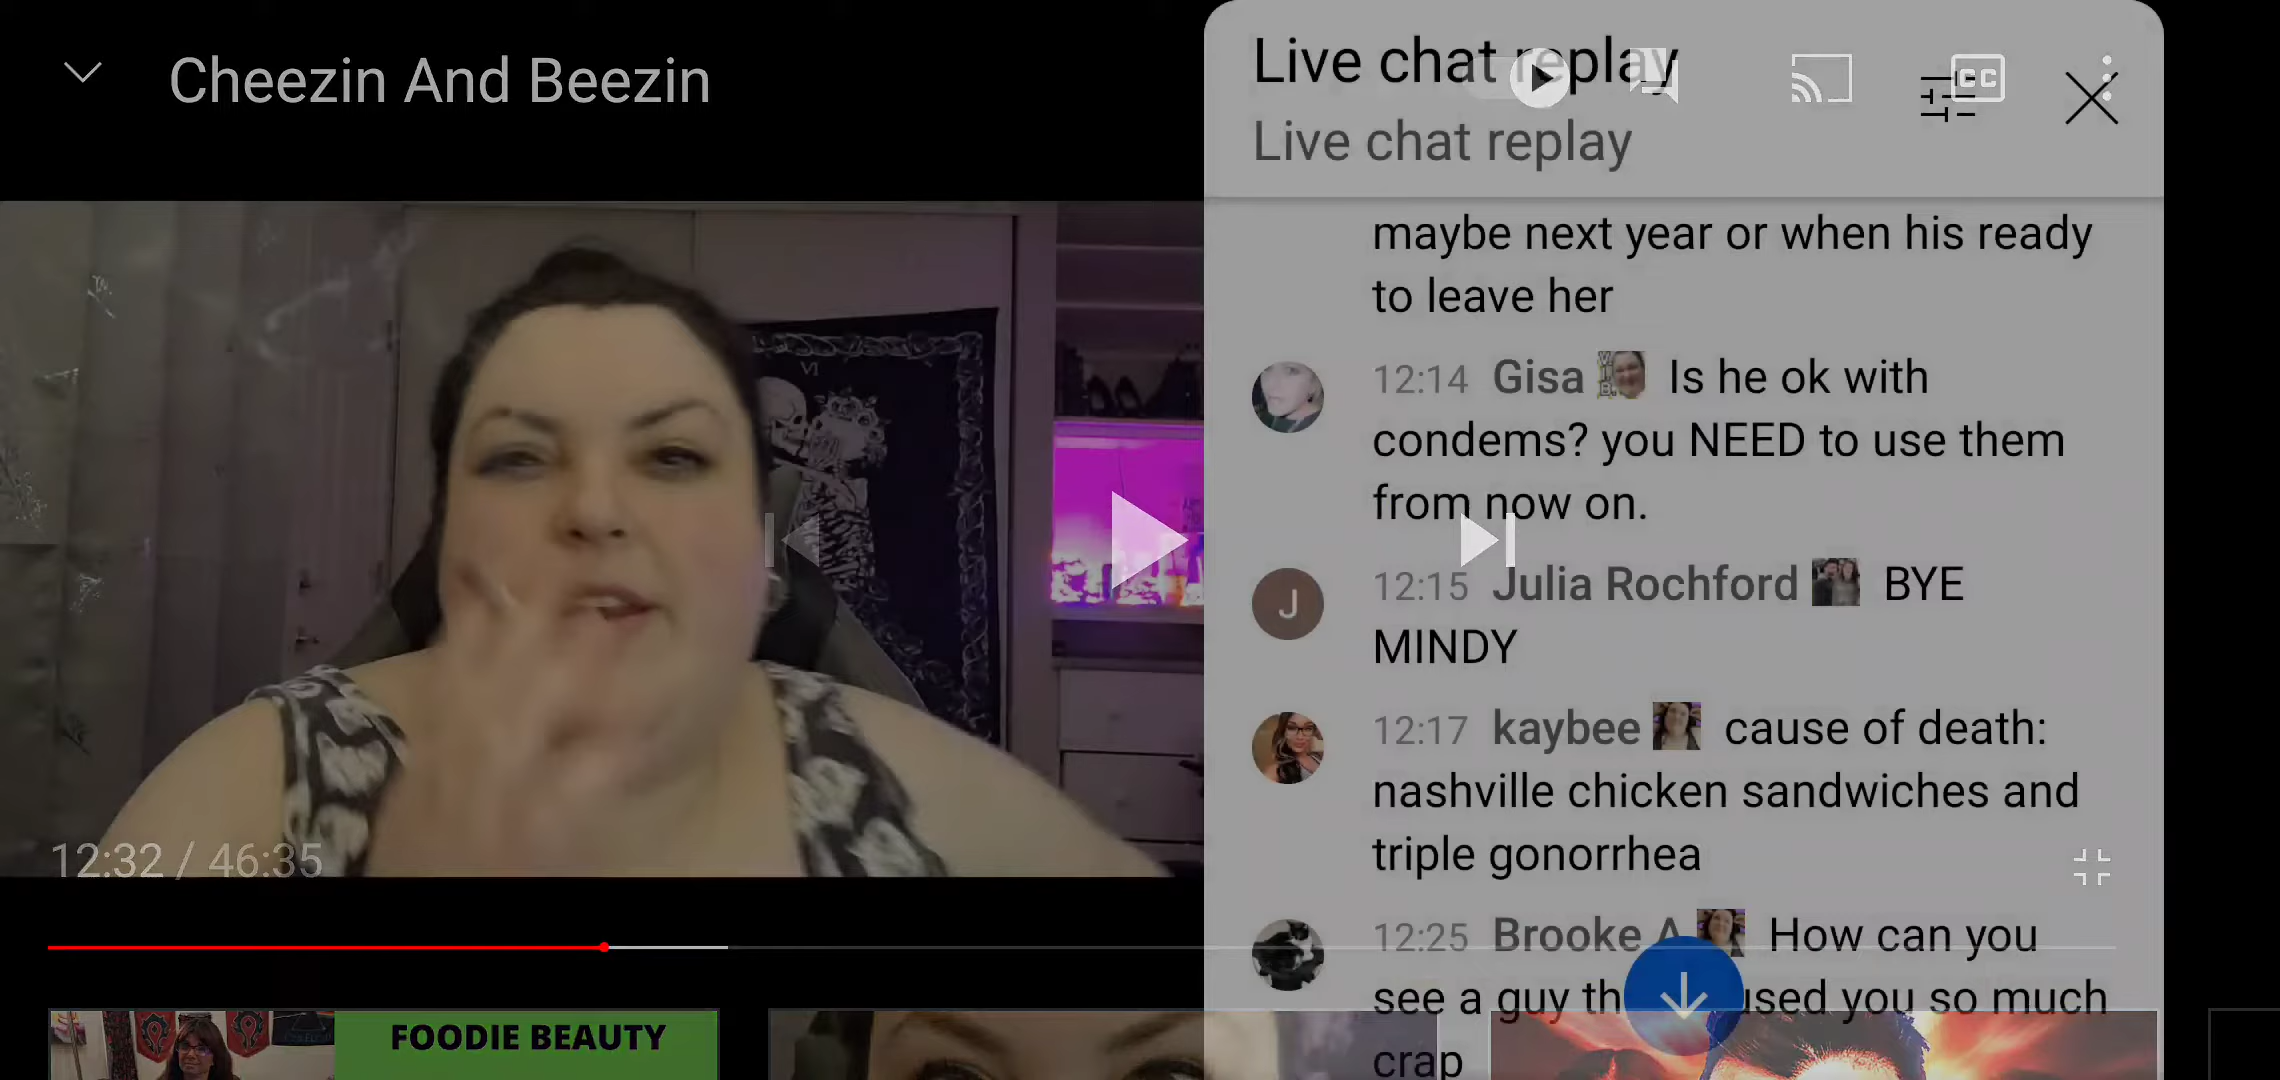 Cheezin And Beezin
Live chat replay
CC
Live chat replay
maybe next year or when his ready
to leave her
12:14 Gisa Is he ok with
condems? you NEED to use them
from now on.
J
12:15 Julia Rochford BYE
MINDY
12:17 kaybee cause of death:
nashville chicken sandwiches and
triple gonorrhea
12:25 Brooke A How can you
see a guy used you so much
crap
VI
12:32 / 46:35
FOODIE BEAUTY